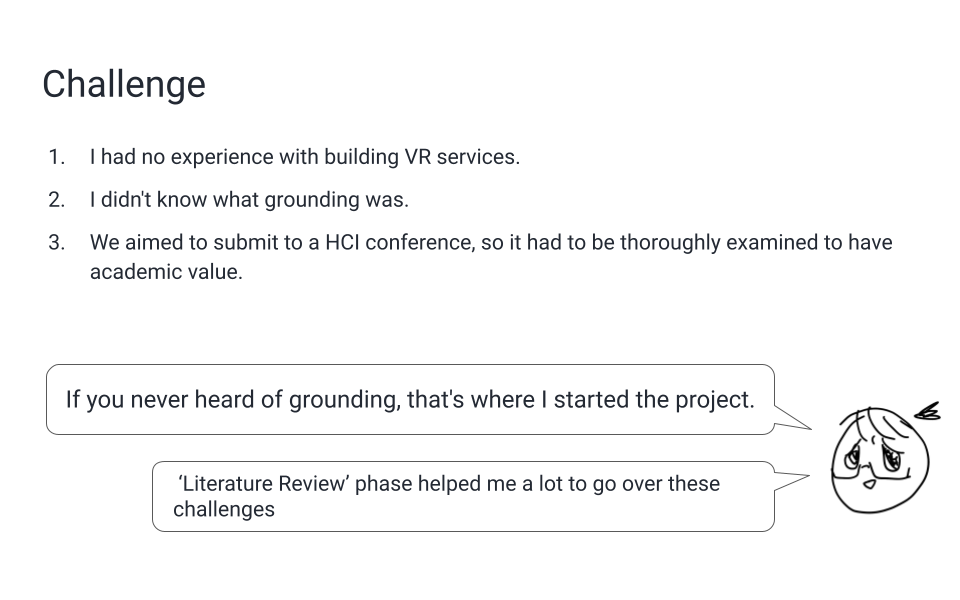 Challenge
1. I had no experience with building VR services.
2. I didn't know what grounding was.
3. We aimed to submit to a HCI conference, so it had to be thoroughly examined to have
academic value.
If you never heard of grounding, that's where I started the project.
‘Literature Review’ phase helped me a lot to go over these
challenges